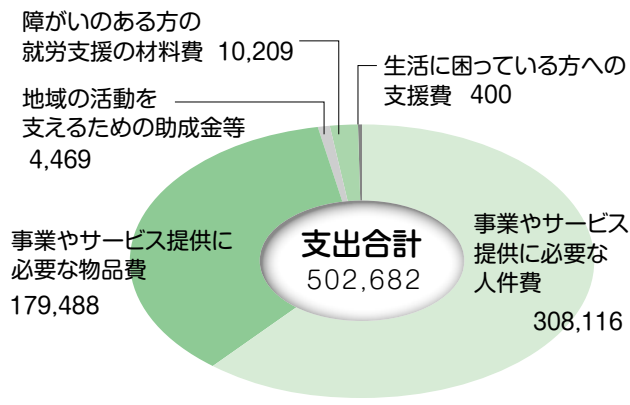 障がいのある方の
就労支援の材料費 10,209
生活に困っている方への
支援費 400
地域の活動を
支えるための助成金等
4,469
事業やサービス提供に
必要な物品費
179,488
支出合計
502,682
事業やサービス
提供に必要な
人件費
308,116